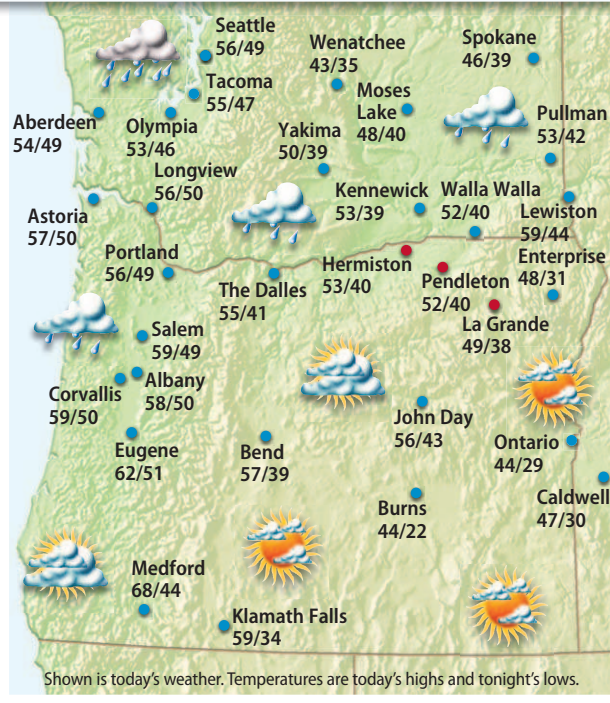 Seattle
56/49
Wenatchee
43/35
Spokane
46/39
Tacoma
55/47
Moses
Lake
48/40
Pullman
53/42
Aberdeen
54/49
Olympia
53/46
Yakima
50/39
Longview
56/50
Kennewick
53/39
Walla Walla
52/40
Lewiston
59/44
Astoria
57/50
Portland
56/49
The Dalles
55/41
Hermiston
53/40
Pendleton
52/40
Enterprise
48/31
La Grande
49/38
Salem
59/49
Albany
58/50
Corvallis
59/50
Eugene
62/51
Bend
57/39
John Day
56/43
Ontario
44/29
Caldwell
47/30
Burns
44/22
Medford
68/44
Klamath Falls
59/34
Shown is today's weather. Temperatures are today's highs and tonight's lows.